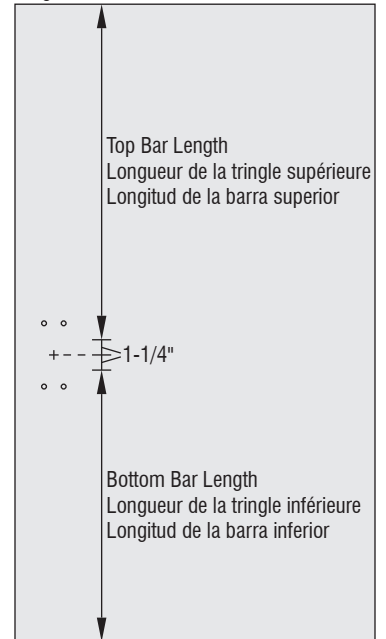 Top Bar Length
Longueur de la tringle supérieure
Longitud de la barra superior
1-1/4"
Bottom Bar Length
Longueur de la tringle inférieure
Longitud de la barra inferior